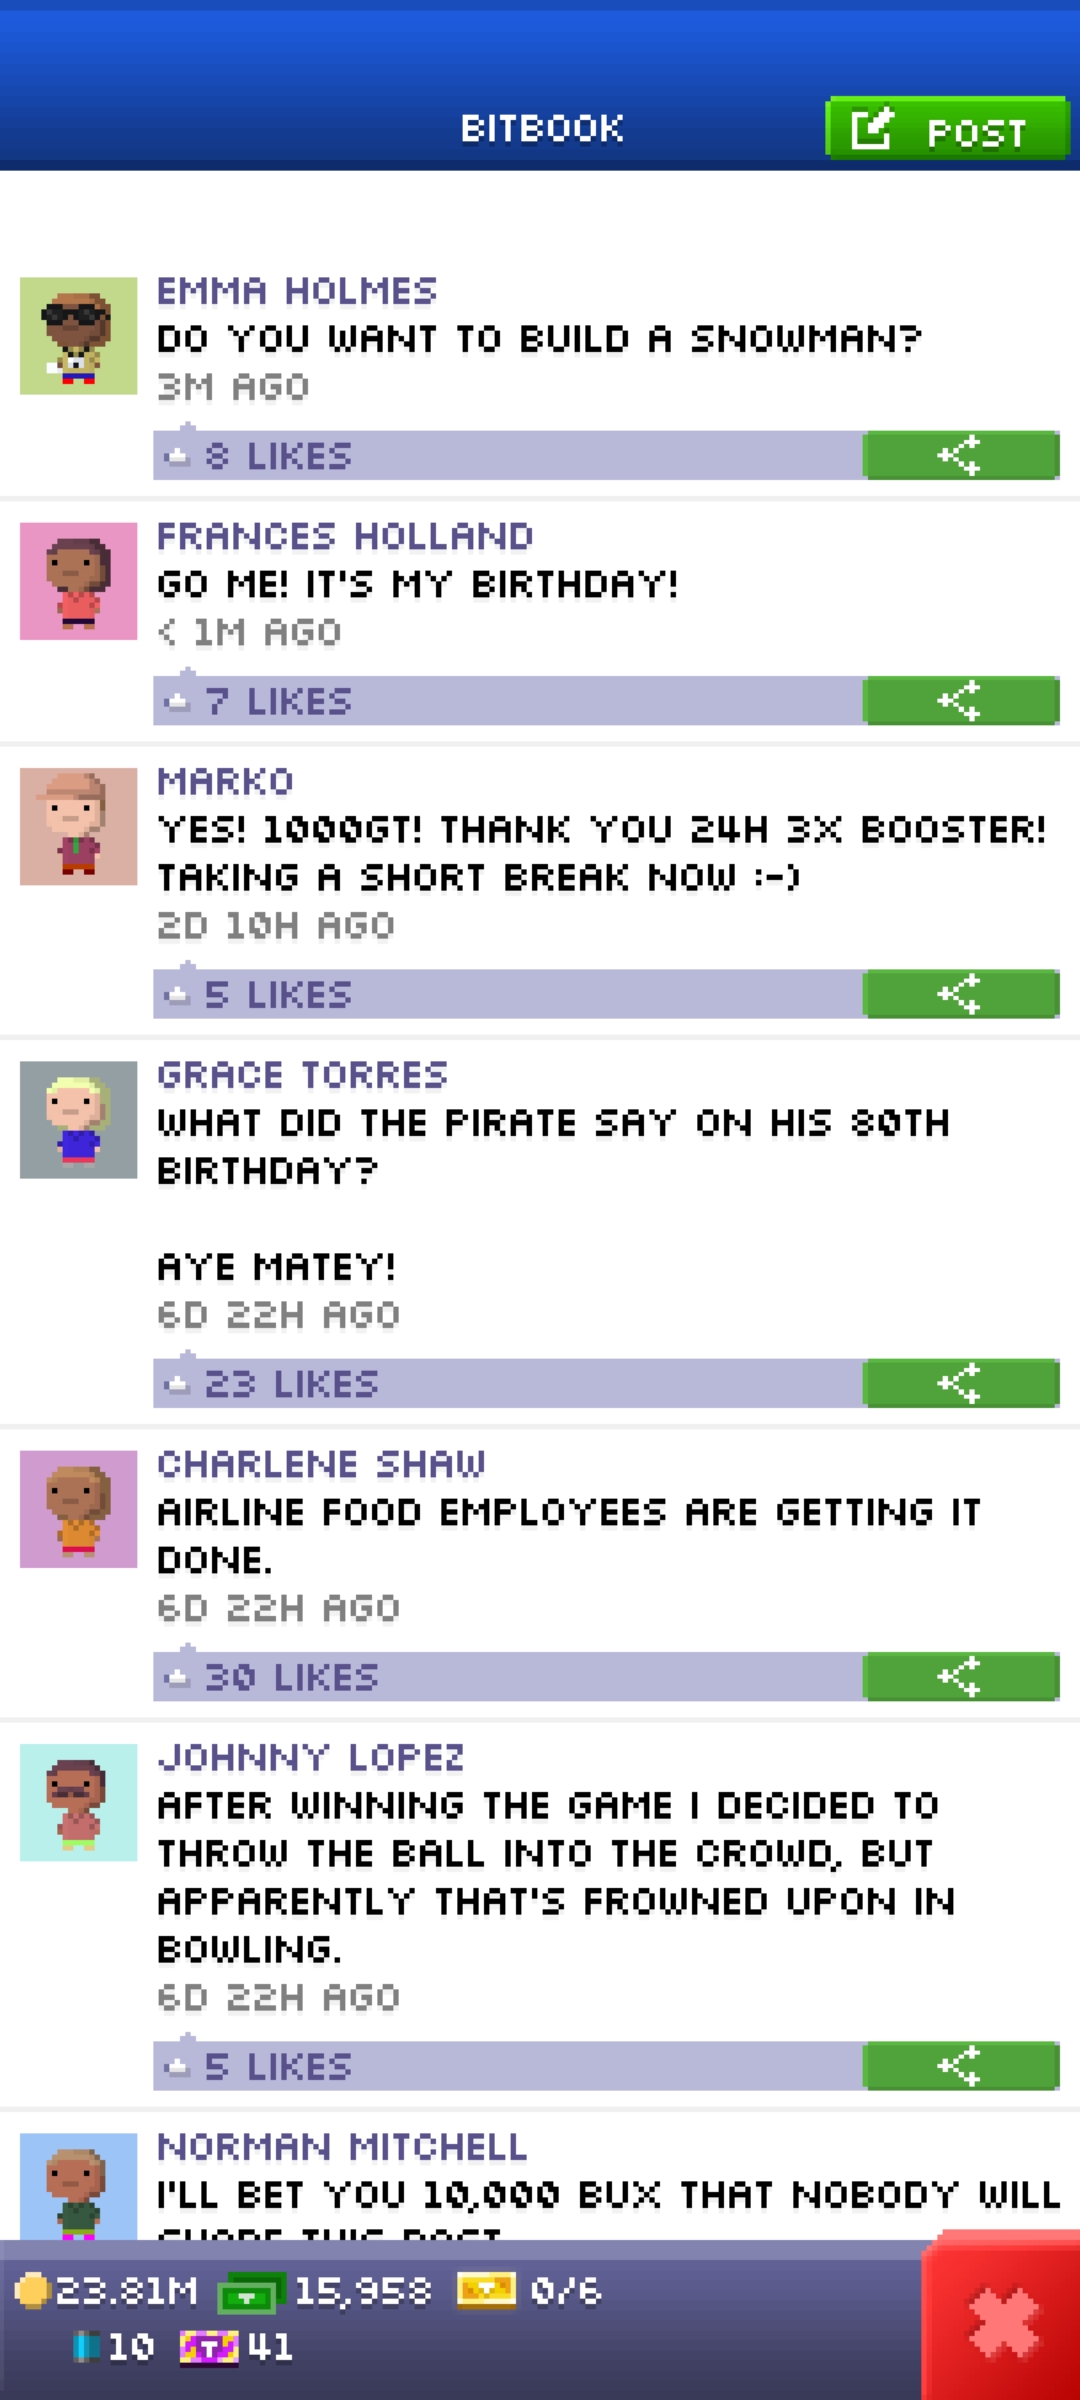 BITBOOK
POST
EMMA HOLMES
DO YOU WANT TO BUILD A SNOWMAN?
3M AGO
8 LIKES
FRANCES HOLLAND
GO ME! IT'S MY BIRTHDAY!
< 1M AGO
7 LIKES
MARKO
YES! 1000GT! THANK YOU 24H 3X BOOSTER!
TAKING A SHORT BREAK NOW :-)
2D 10H AGO
5 LIKES
GRACE TORRES
WHAT DID THE PIRATE SAY ON HIS 80TH
BIRTHDAY?
AYE MATEY!
6D 22H AGO
23 LIKES
CHARLENE SHAW
AIRLINE FOOD EMPLOYEES ARE GETTING IT
DONE.
6D 22H AGO
30 LIKES
JOHNNY LOPEZ
AFTER WINNING THE GAME I DECIDED TO
THROW THE BALL INTO THE CROWD, BUT
APPARENTLY THAT'S FROWNED UPON IN
BOWLING.
6D 22H AGO
5 LIKES
NORMAN MITCHELL
I'LL BET YOU 10,000 BUX THAT NOBODY WILL
SHARE THIS POST
23.81M 15,958 0/6
10 41